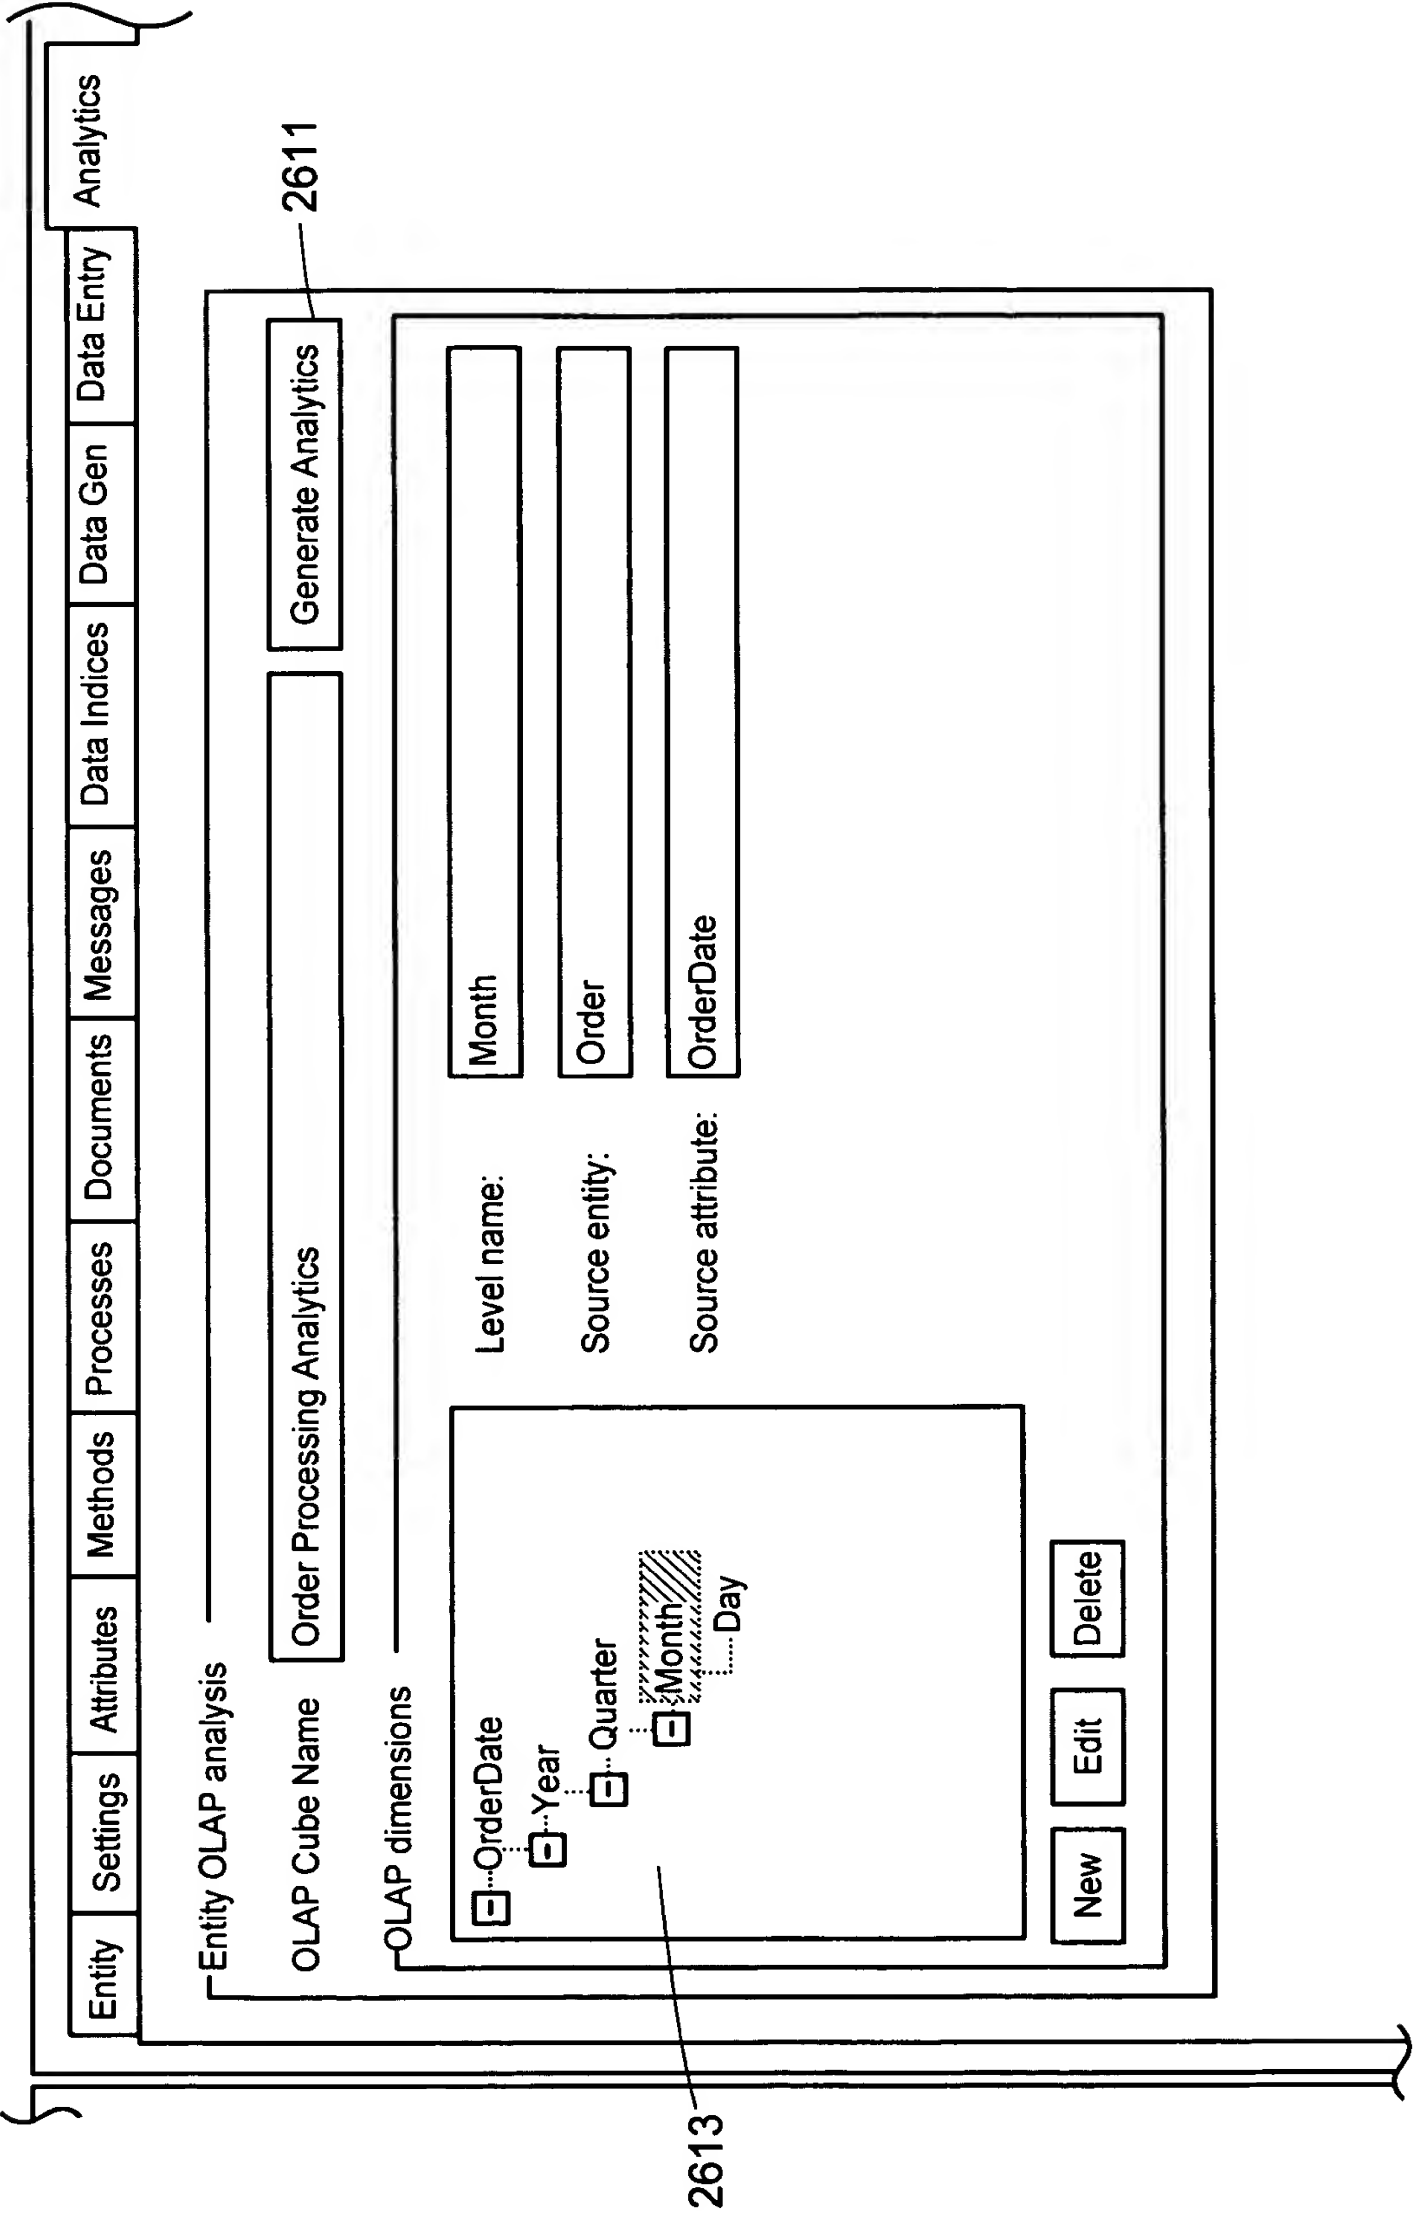 Entity Settings Attributes Methods Processes Documents Messages Data Indices Data Gen Data Entry Analytics
Entity OLAP analysis
OLAP Cube Name Order Processing Analytics Generate Analytics
2611
OLAP dimensions
OrderDate
Year
Quarter
Month
Day
Level name: Month
Source entity: Order
Source attribute: OrderDate
2613
New Edit Delete